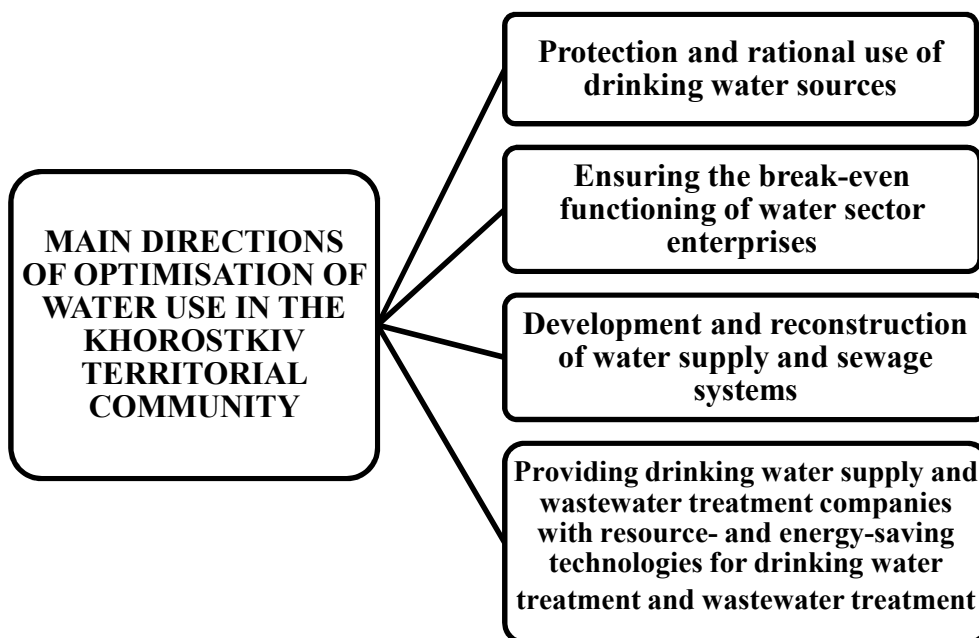 MAIN DIRECTIONS
OF OPTIMISATION OF
WATER USE IN THE
KHOROSTKIV
TERRITORIAL
COMMUNITY
Protection and rational use of
drinking water sources
Ensuring the break-even
functioning of water sector
enterprises
Development and reconstruction
of water supply and sewage
systems
Providing drinking water supply and
wastewater treatment companies
with resource- and energy-saving
technologies for drinking water
treatment and wastewater treatment